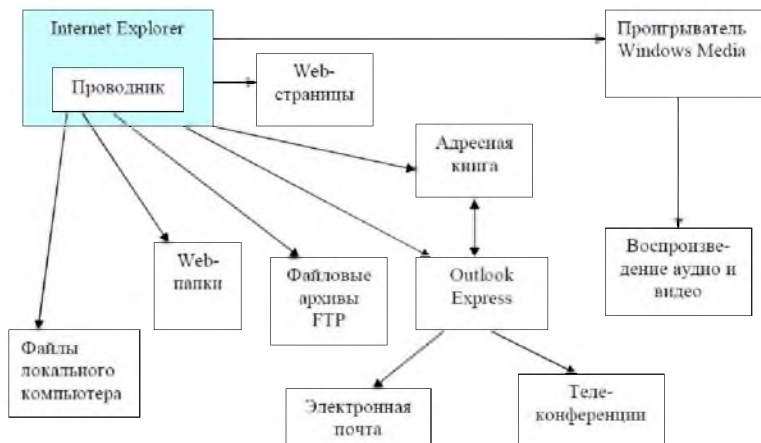 Internet Explorer
Проводник
Web-
страницы
Проигрыватель
Windows Media
Адресная
книга
Web-
папки
Файловые
архивы
FTP
Outlook
Express
Воспроизве-
дение аудио и
видео
Файлы
локального
компьютера
Электронная
почта
Теле-
конференции